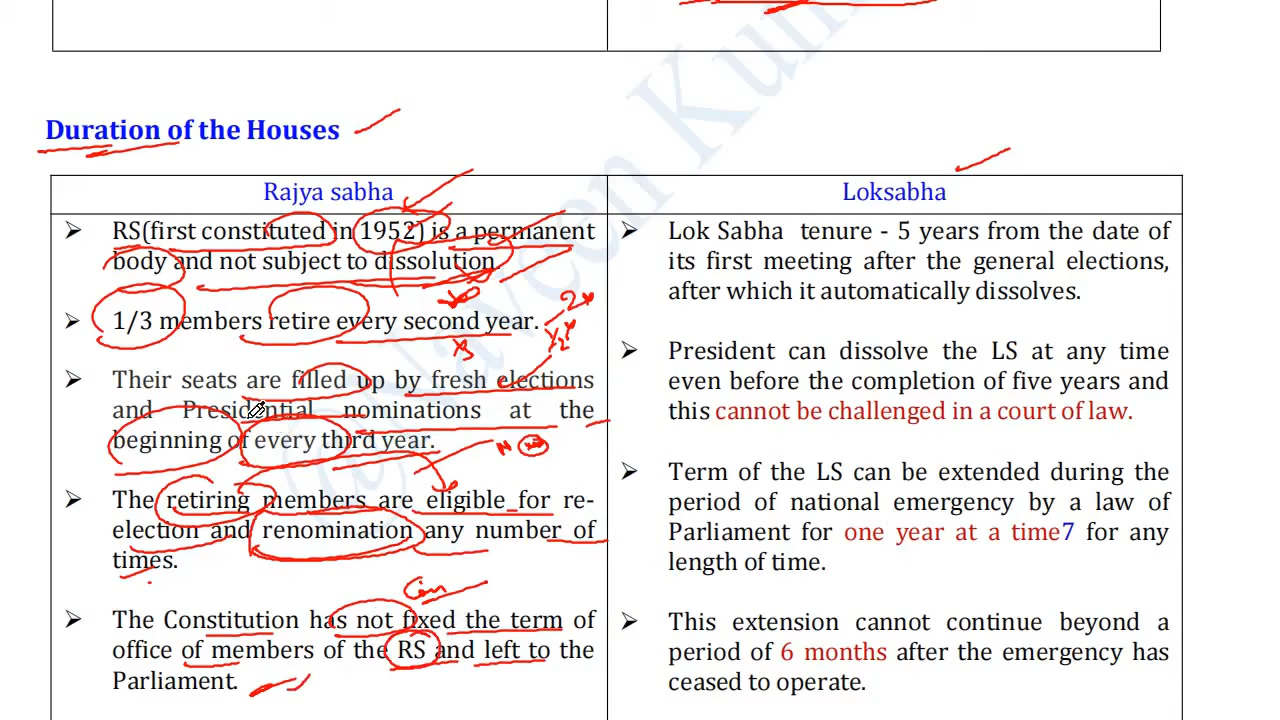 Duration of the Houses
Rajya sabha
➢ RS(first constituted in 1952) is a permanent
body and not subject to dissolution.
➢ 1/3 members retire every second year.
➢ Their seats are filled up by fresh elections
and Presidential nominations at the
beginning of every third year.
➢ The retiring members are eligible for re-
election and renomination any number of
times.
➢ The Constitution has not fixed the term of
office of members of the RS and left to the
Parliament.
Loksabha
➢ Lok Sabha tenure - 5 years from the date of
its first meeting after the general elections,
after which it automatically dissolves.
➢ President can dissolve the LS at any time
even before the completion of five years and
this cannot be challenged in a court of law.
➢ Term of the LS can be extended during the
period of national emergency by a law of
Parliament for one year at a time7 for any
length of time.
➢ This extension cannot continue beyond a
period of 6 months after the emergency has
ceased to operate.
@Naveen Kum